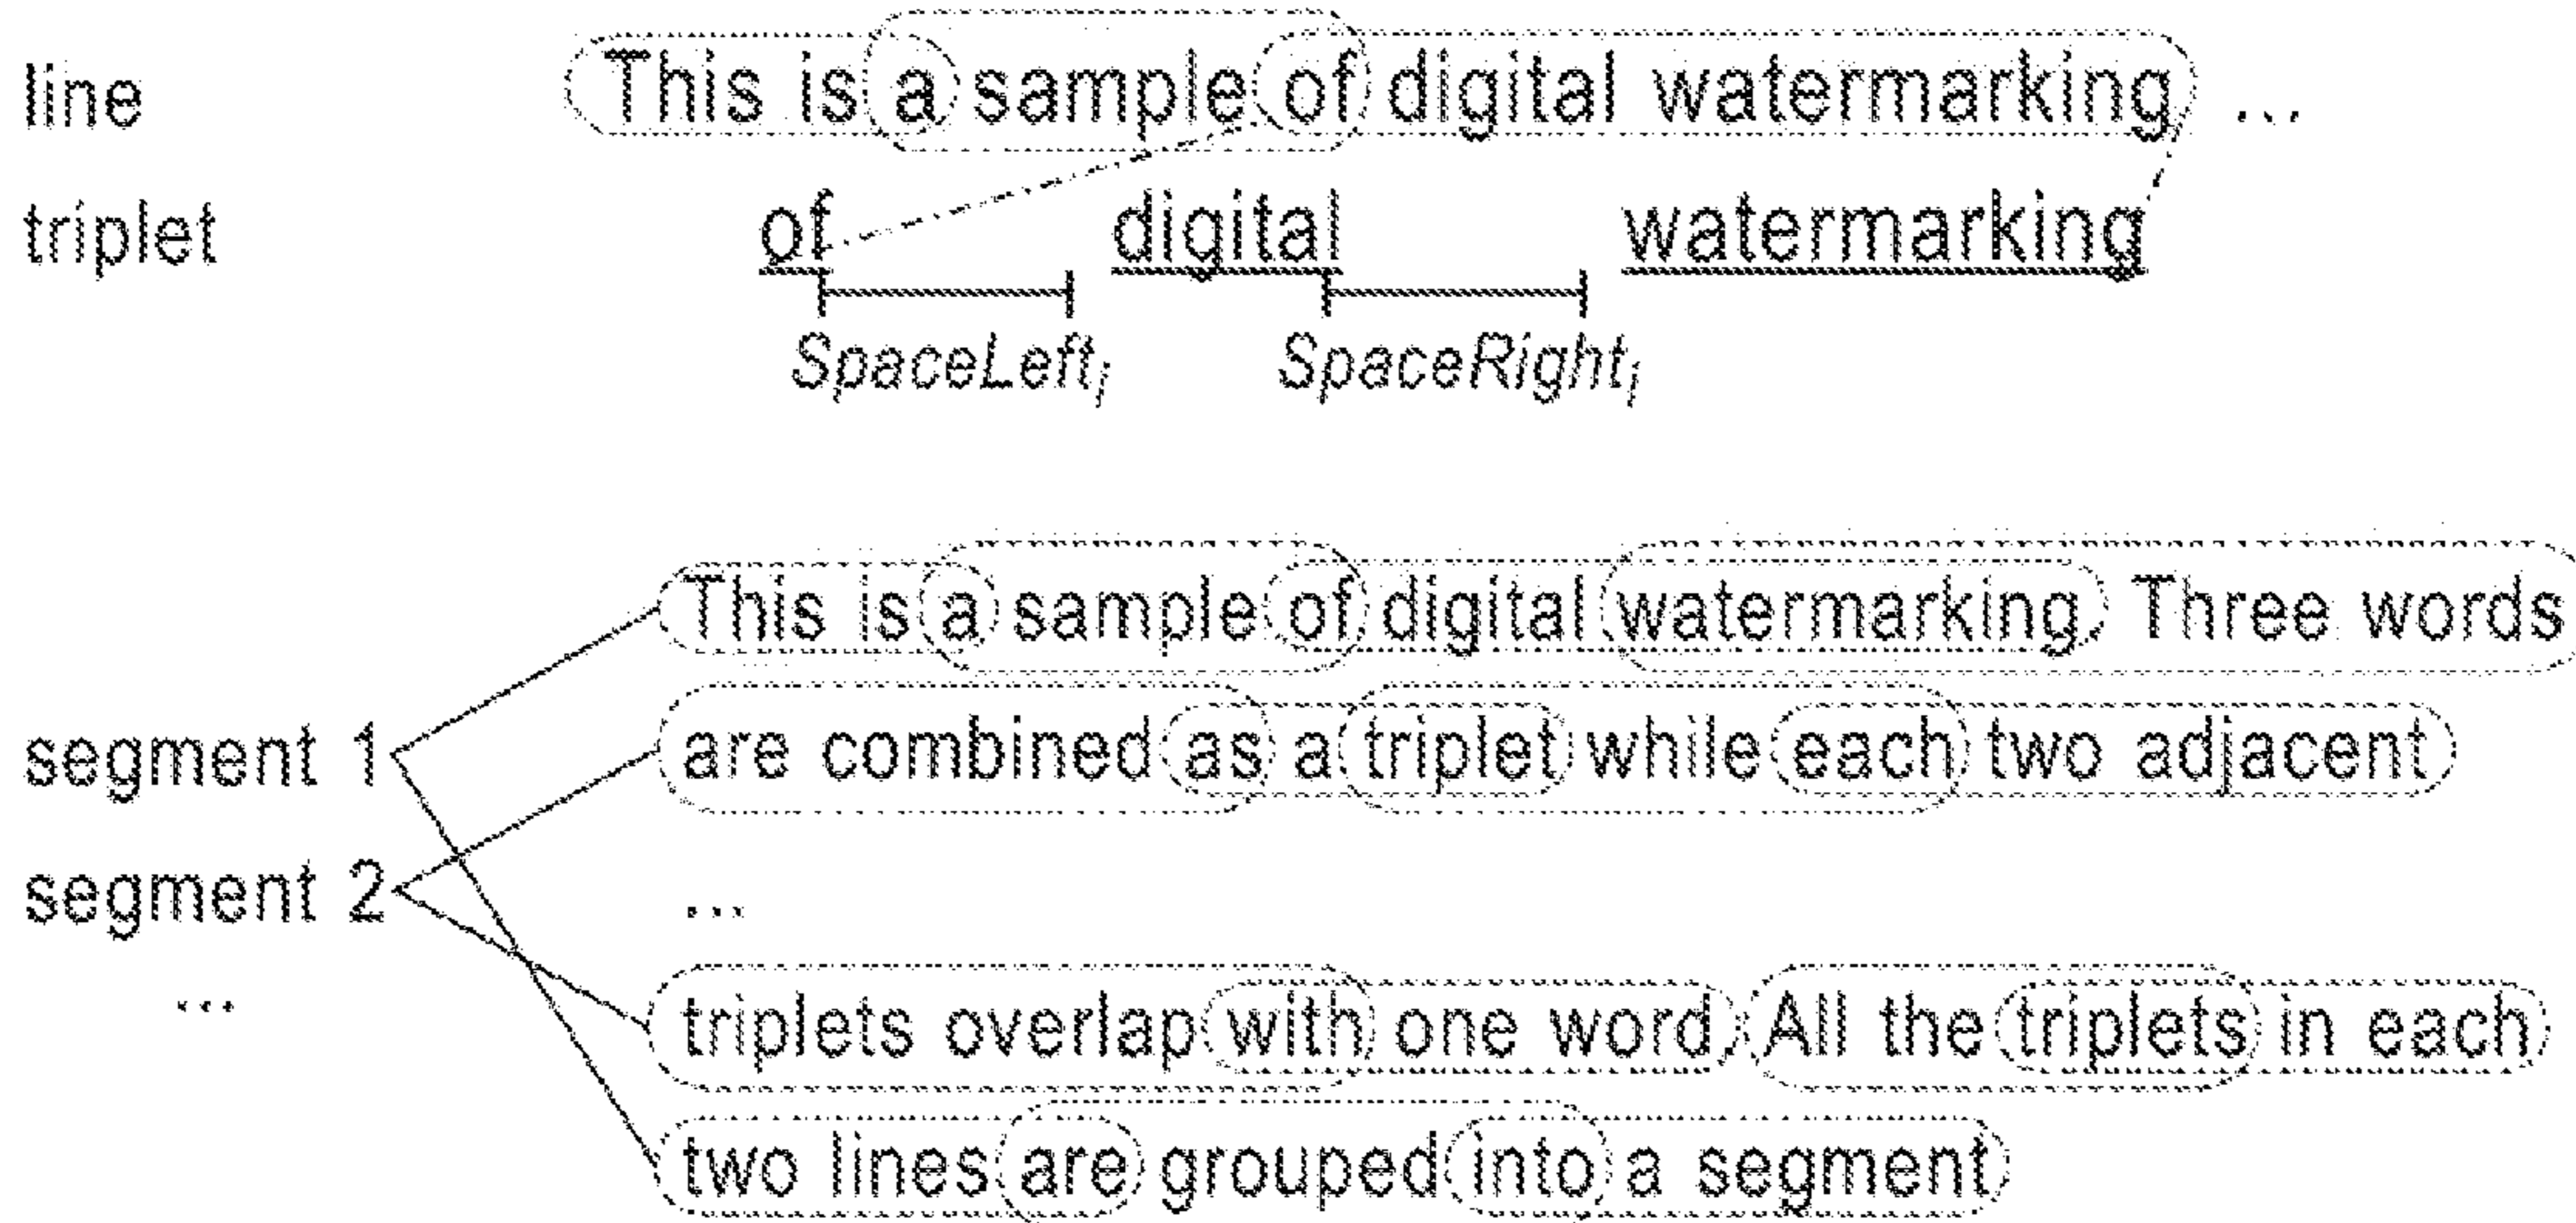 line This is a sample of digital watermarking ...
triplet of digital watermarking
SpaceLeftᵢ SpaceRightᵢ
This is a sample of digital watermarking. Three words
segment 1 are combined as a triplet while each two adjacent
segment 2 ...
... triplets overlap with one word. All the triplets in each
two lines are grouped into a segment